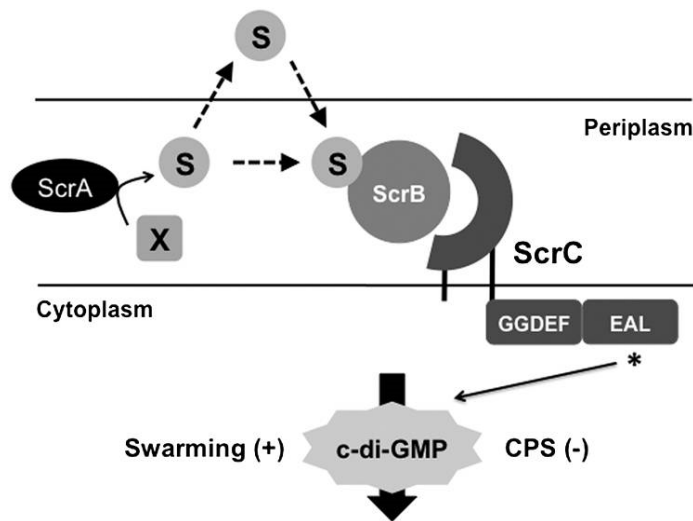 S
Periplasm
S
S
ScrA
ScrB
X
ScrC
Cytoplasm
GGDEF EAL
*
Swarming (+) c-di-GMP CPS (-)